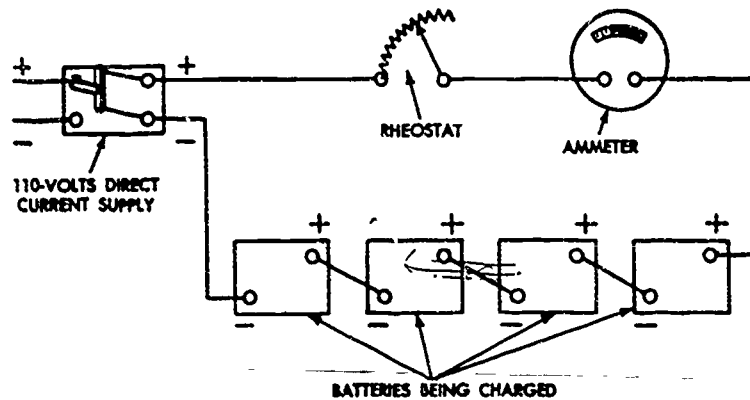 + +
RHEOSTAT
AMMETER
− −
110-VOLTS DIRECT
CURRENT SUPPLY
+ + + +
− − − −
BATTERIES BEING CHARGED